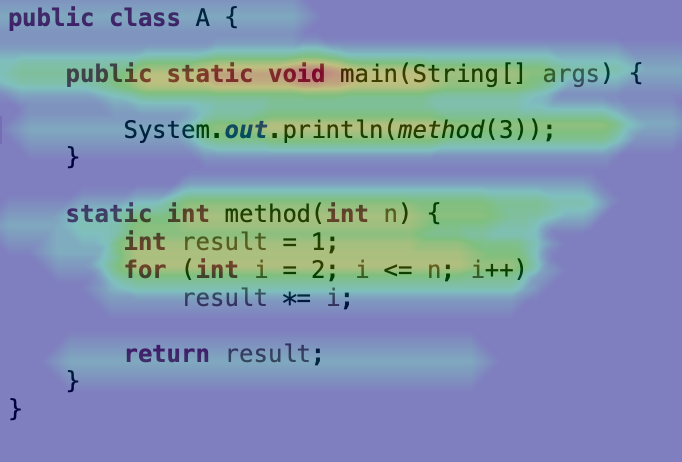 public class A {
public static void main(String[] args) {
System.out.println(method(3));
}
static int method(int n) {
int result = 1;
for (int i = 2; i <= n; i++)
result *= i;
return result;
}
}